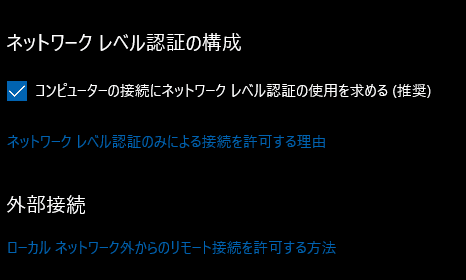 ネットワーク レベル認証の構成
コンピューターの接続にネットワーク レベル認証の使用を求める (推奨)
ネットワーク レベル認証のみによる接続を許可する理由
外部接続
ローカル ネットワーク外からのリモート接続を許可する方法